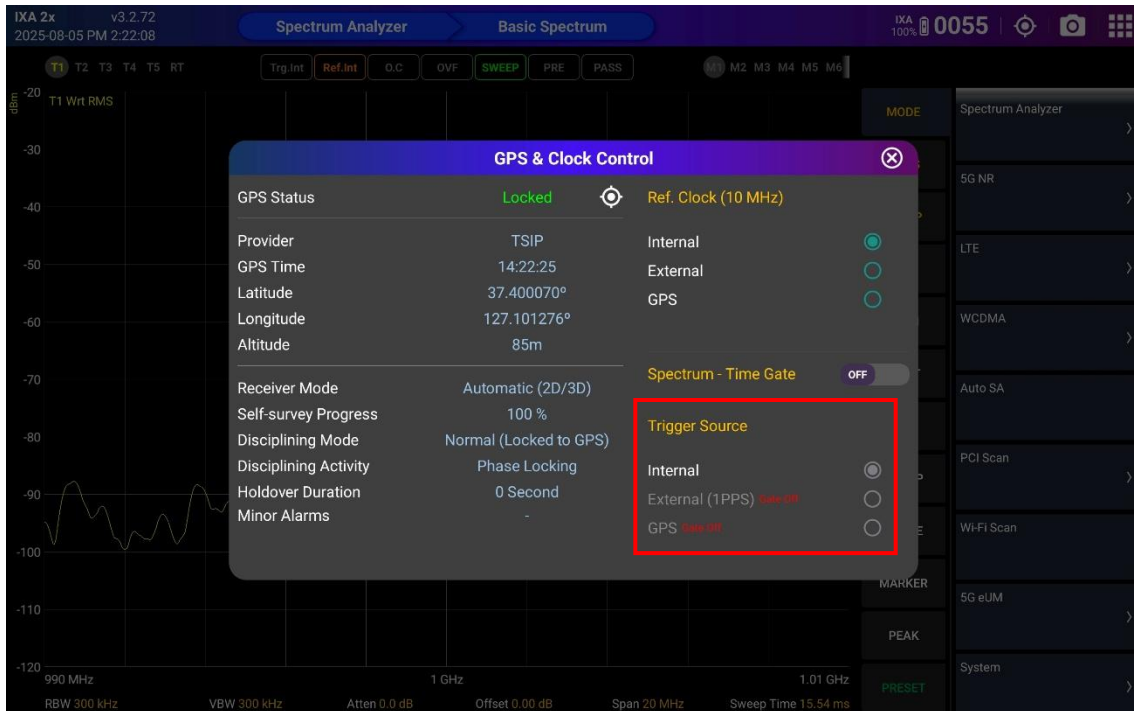 IXA 2x v3.2.72
2025-08-05 PM 2:22:08
Spectrum Analyzer
Basic Spectrum
IXA
100%
0055
T1 T2 T3 T4 T5 RT
Trg.Int Ref.Int O.C OVF SWEEP PRE PASS
M1 M2 M3 M4 M5 M6
dBm
-20
T1 Wrt RMS
-30
-40
-50
-60
-70
-80
-90
-100
-110
-120
GPS & Clock Control
GPS Status Locked
Provider TSIP
GPS Time 14:22:25
Latitude 37.400070º
Longitude 127.101276º
Altitude 85m
Receiver Mode Automatic (2D/3D)
Self-survey Progress 100 %
Disciplining Mode Normal (Locked to GPS)
Disciplining Activity Phase Locking
Holdover Duration 0 Second
Minor Alarms -
Ref. Clock (10 MHz)
Internal
External
GPS
Spectrum - Time Gate OFF
Trigger Source
Internal
External (1PPS) Gate Off
GPS Gate Off
MODE
MARKER
PEAK
PRESET
Spectrum Analyzer
5G NR
LTE
WCDMA
Auto SA
PCI Scan
Wi-Fi Scan
5G eUM
System
990 MHz 1 GHz 1.01 GHz
RBW 300 kHz VBW 300 kHz Atten 0.0 dB Offset 0.00 dB Span 20 MHz Sweep Time 15.54 ms